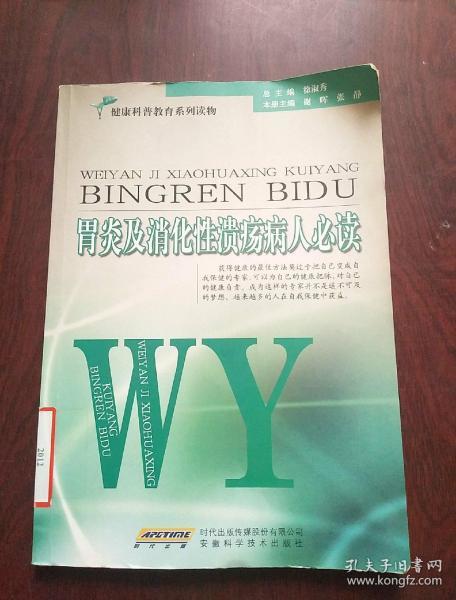 总主编 徐淑秀
本册主编 谢晖 张静
健康科普教育系列读物
WEIYAN JI XIAOHUAXING KUIYANG
BINGREN BIDU
胃炎及消化性溃疡病人必读
获得健康的最佳方法莫过于把自己变成自
我保健的专家,可以为自己的健康把脉,对自己
的健康负责。成为这样的专家并不是遥不可及
的梦想,越来越多的人在自我保健中获益。
WY
WEIYAN JI XIAOHUAXING
KUIYANG
BINGREN BIDU
2012
APGTIME
时代出版
时代出版传媒股份有限公司
安徽科学技术出版社
孔夫子旧书网
www.kongfz.com